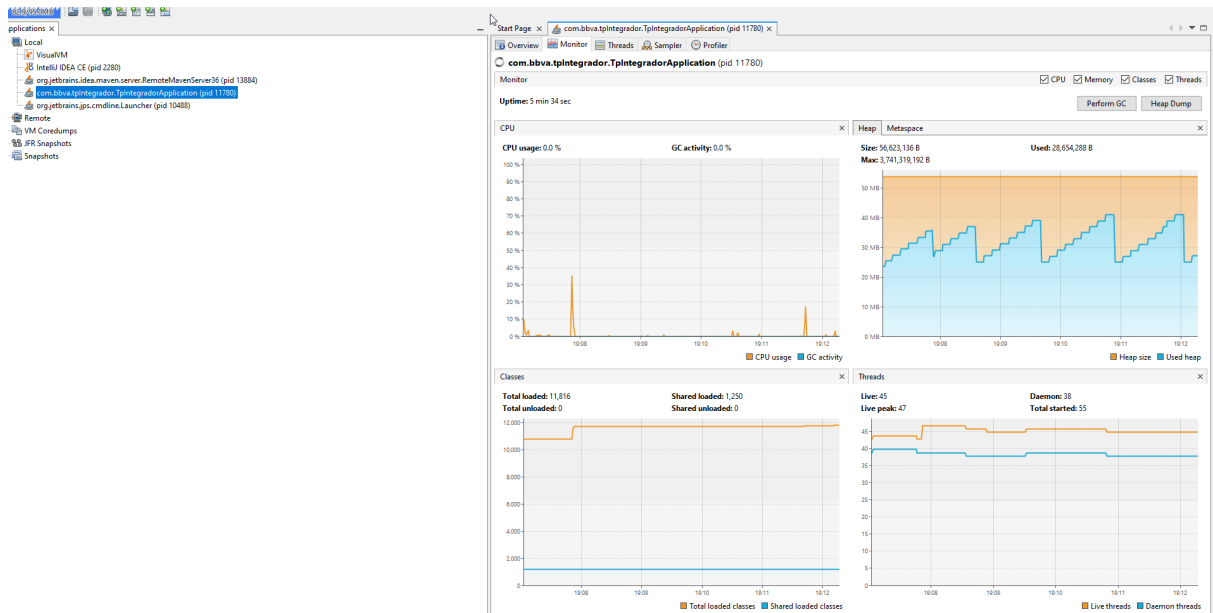 pplications ×
Local
VisualVM
IntelliJ IDEA CE (pid 2280)
org.jetbrains.idea.maven.server.RemoteMavenServer36 (pid 13884)
com.bbva.tpIntegrador.TpIntegradorApplication (pid 11780)
org.jetbrains.jps.cmdline.Launcher (pid 10488)
Remote
VM Coredumps
JFR Snapshots
Snapshots
Start Page × com.bbva.tpIntegrador.TpIntegradorApplication (pid 11780) ×
Overview Monitor Threads Sampler Profiler
com.bbva.tpIntegrador.TpIntegradorApplication (pid 11780)
Monitor CPU Memory Classes Threads
Uptime: 5 min 34 sec Perform GC Heap Dump
CPU ×
CPU usage: 0.0 % GC activity: 0.0 %
100 %
90 %
80 %
70 %
60 %
50 %
40 %
30 %
20 %
10 %
0 %
19:08 19:09 19:10 19:11 19:12
CPU usage GC activity
Heap Metaspace ×
Size: 56,623,136 B Used: 28,654,288 B
Max: 3,741,319,192 B
50 MB
40 MB
30 MB
20 MB
10 MB
0 MB
19:08 19:09 19:10 19:11 19:12
Heap size Used heap
Classes ×
Total loaded: 11,816 Shared loaded: 1,250
Total unloaded: 0 Shared unloaded: 0
12,000
10,000
8,000
6,000
4,000
2,000
0
19:08 19:09 19:10 19:11 19:12
Total loaded classes Shared loaded classes
Threads ×
Live: 45 Daemon: 38
Live peak: 47 Total started: 55
45
40
35
30
25
20
15
10
5
0
19:08 19:09 19:10 19:11 19:12
Live threads Daemon threads